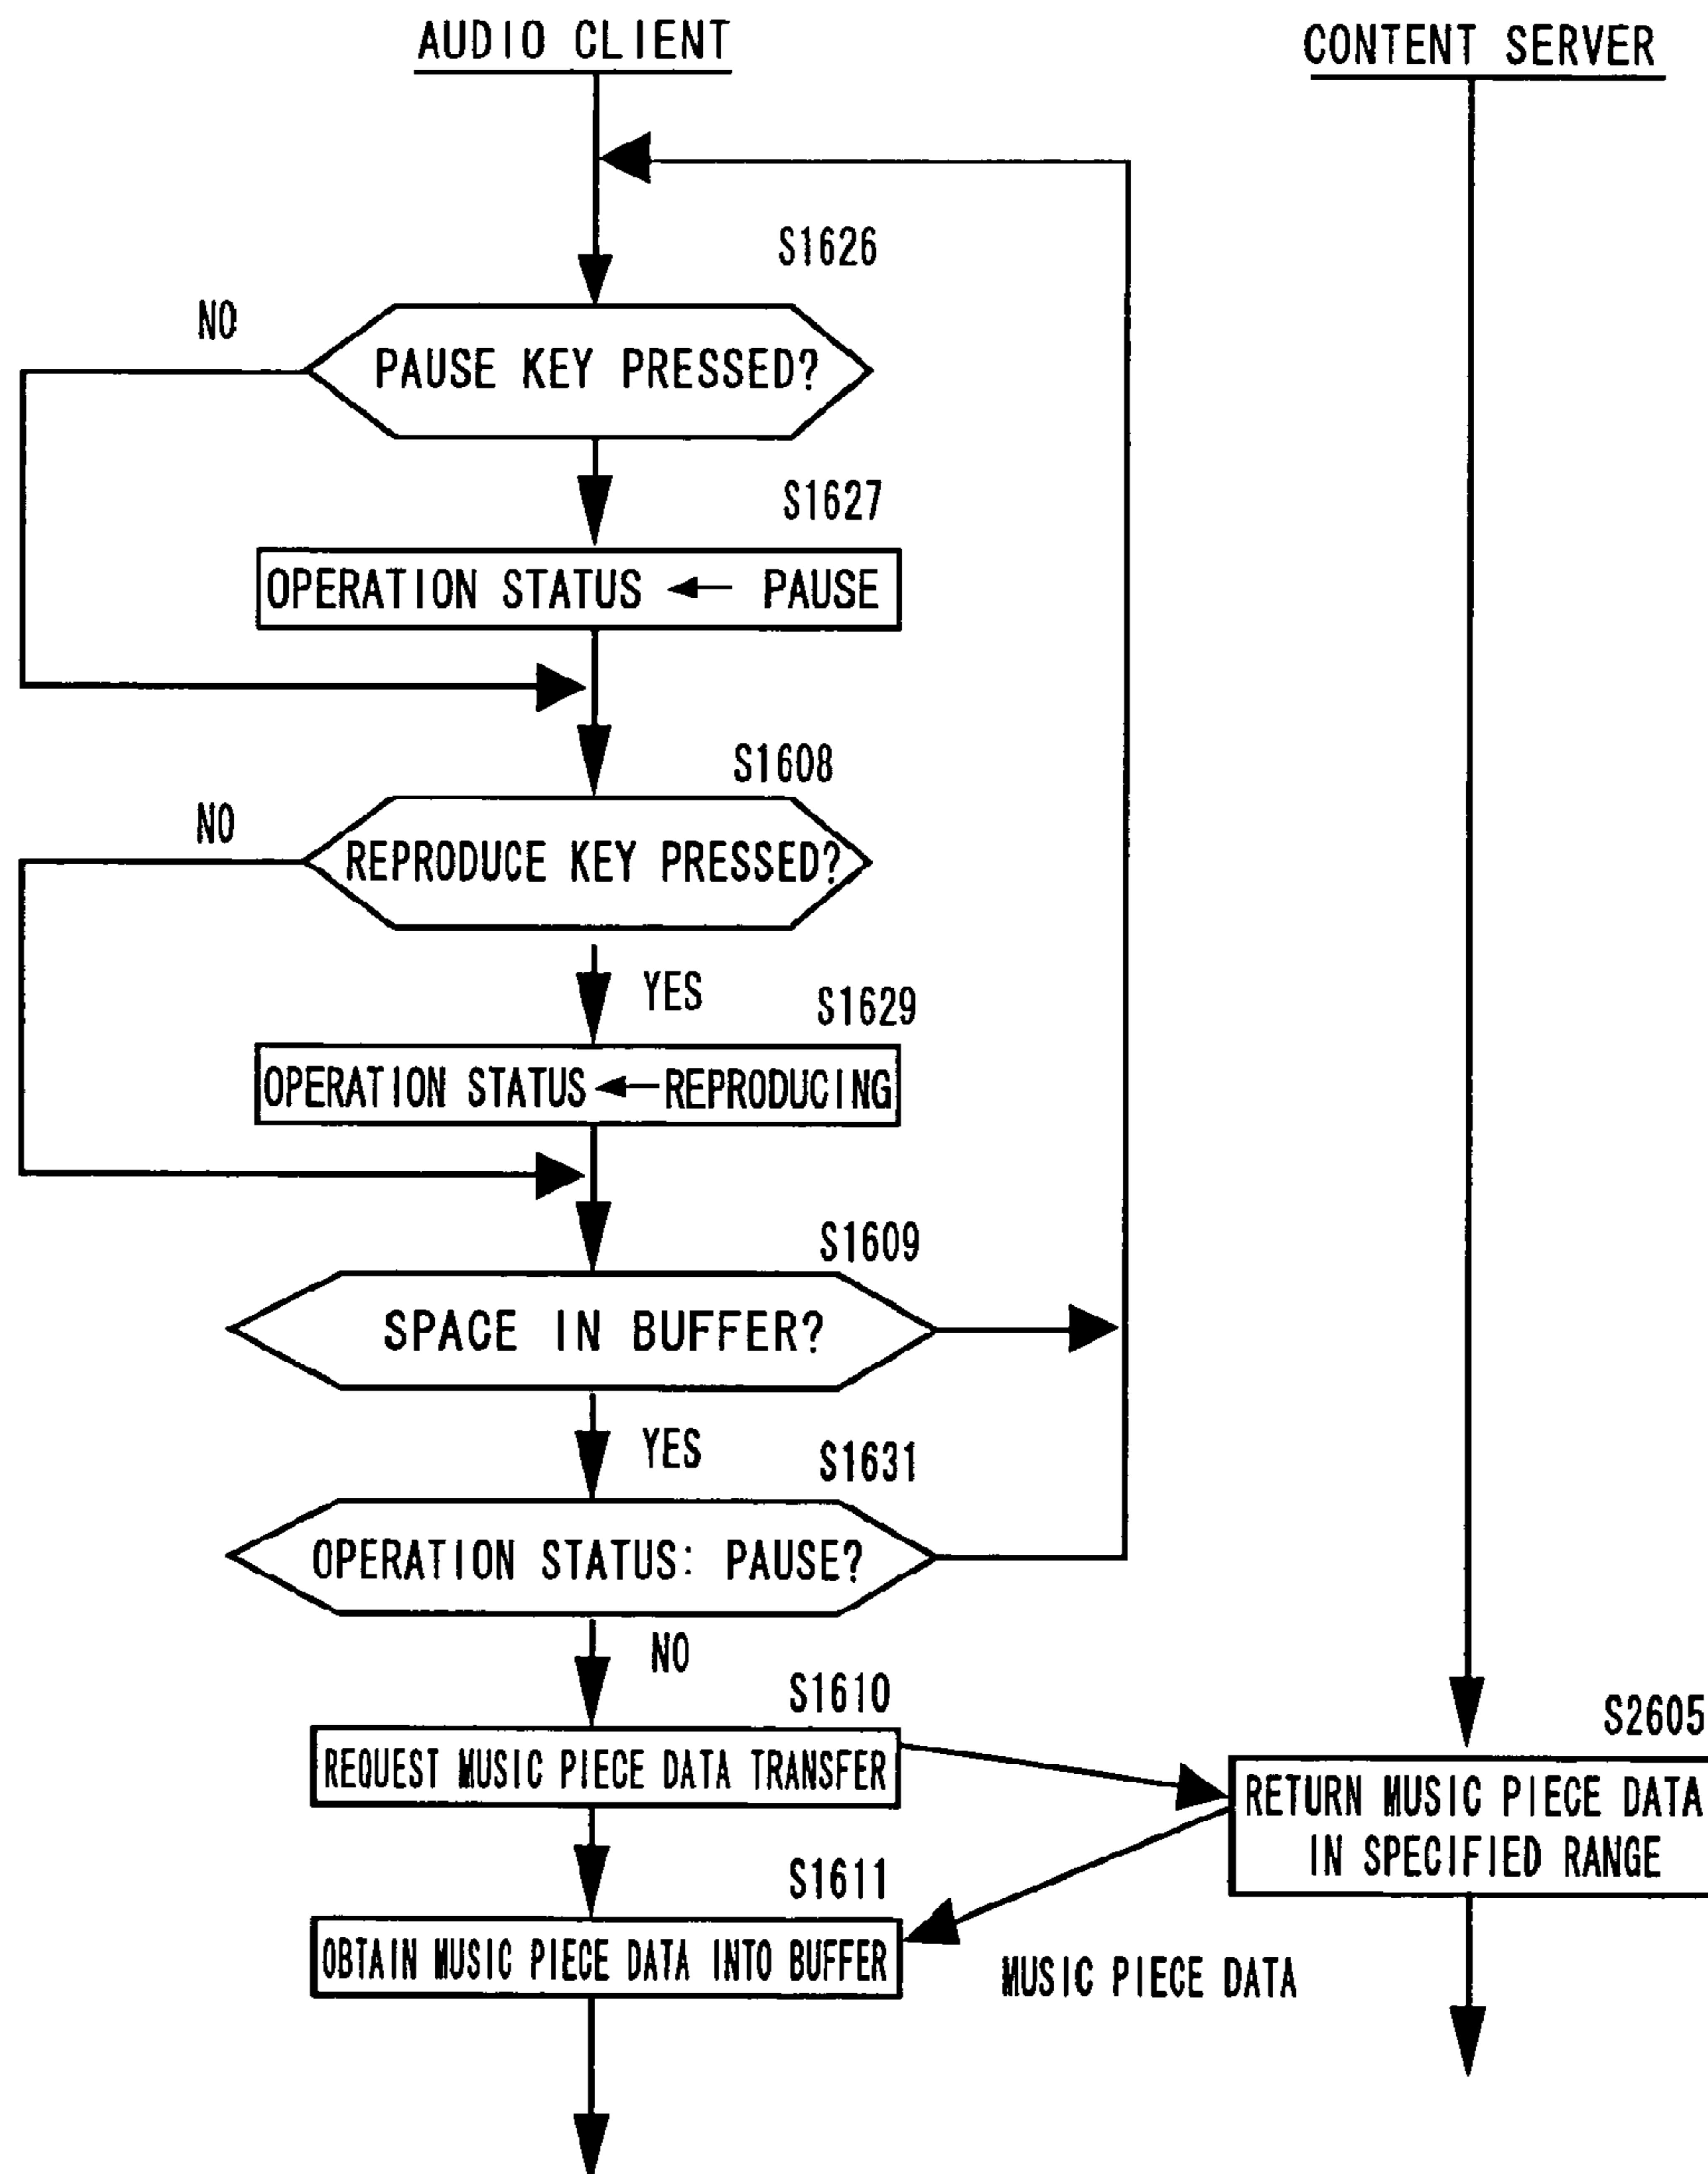 AUDIO CLIENT
CONTENT SERVER
S1626
NO
PAUSE KEY PRESSED?
S1627
OPERATION STATUS ← PAUSE
S1608
NO
REPRODUCE KEY PRESSED?
YES
S1629
OPERATION STATUS ← REPRODUCING
S1609
SPACE IN BUFFER?
YES
S1631
OPERATION STATUS: PAUSE?
NO
S1610
S2605
REQUEST MUSIC PIECE DATA TRANSFER
RETURN MUSIC PIECE DATA
IN SPECIFIED RANGE
S1611
OBTAIN MUSIC PIECE DATA INTO BUFFER
MUSIC PIECE DATA